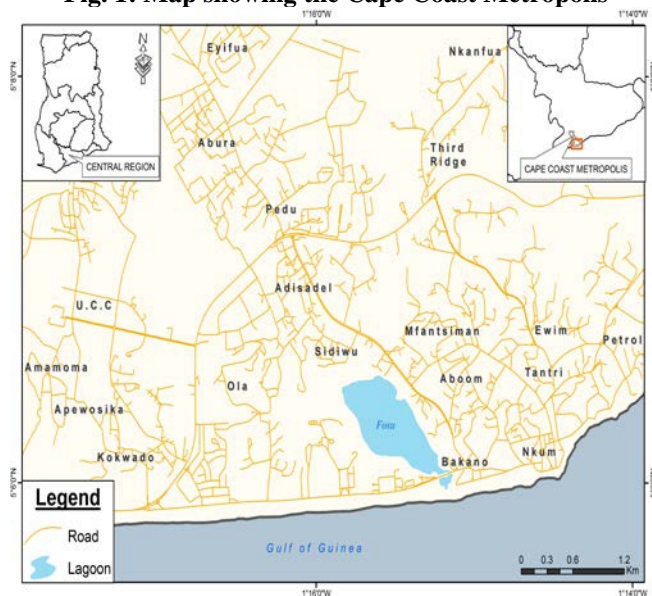 Fig. 1: Map showing the Cape Coast Metropolis
1°16'0"W
1°14'0"W
5°8'0"N
N
CENTRAL REGION
CAPE COAST METROPOLIS
Eyifua
Nkanfua
Abura
Third
Ridge
Pedu
Adisadel
U.C.C
Mfantsiman
Ewim
Petrol
Sidiwu
Amamoma
Ola
Aboom
Tantri
Apewosika
Fosu
Kokwado
Bakano
Nkum
5°6'0"N
Legend
Road
Lagoon
Gulf of Guinea
0 0.3 0.6 1.2
Km
1°16'0"W
1°14'0"W